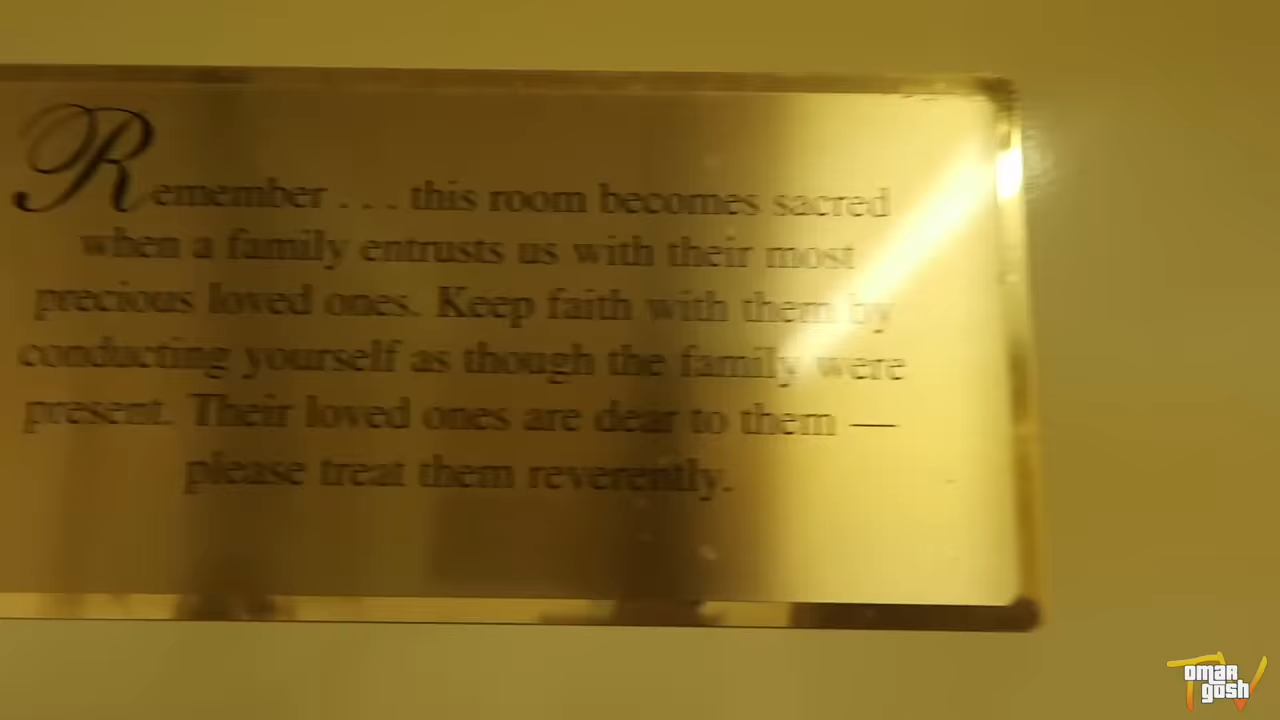 Remember . . . this room becomes sacred
when a family entrusts us with their most
precious loved ones. Keep faith with them by
conducting yourself as though the family were
present. Their loved ones are dear to them —
please treat them reverently.
OMAR
GOSH
TV